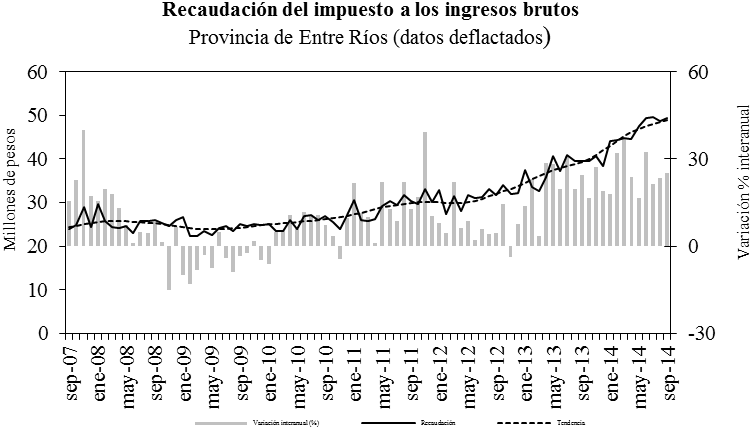 Recaudación del impuesto a los ingresos brutos
Provincia de Entre Ríos (datos deflactados)
Millones de pesos
60
50
40
30
20
10
0
60
30
0
-30
Variación % interanual
sep-07
ene-08
may-08
sep-08
ene-09
may-09
sep-09
ene-10
may-10
sep-10
ene-11
may-11
sep-11
ene-12
may-12
sep-12
ene-13
may-13
sep-13
ene-14
may-14
sep-14
Variación interanual (%)
Recaudación
Tendencia